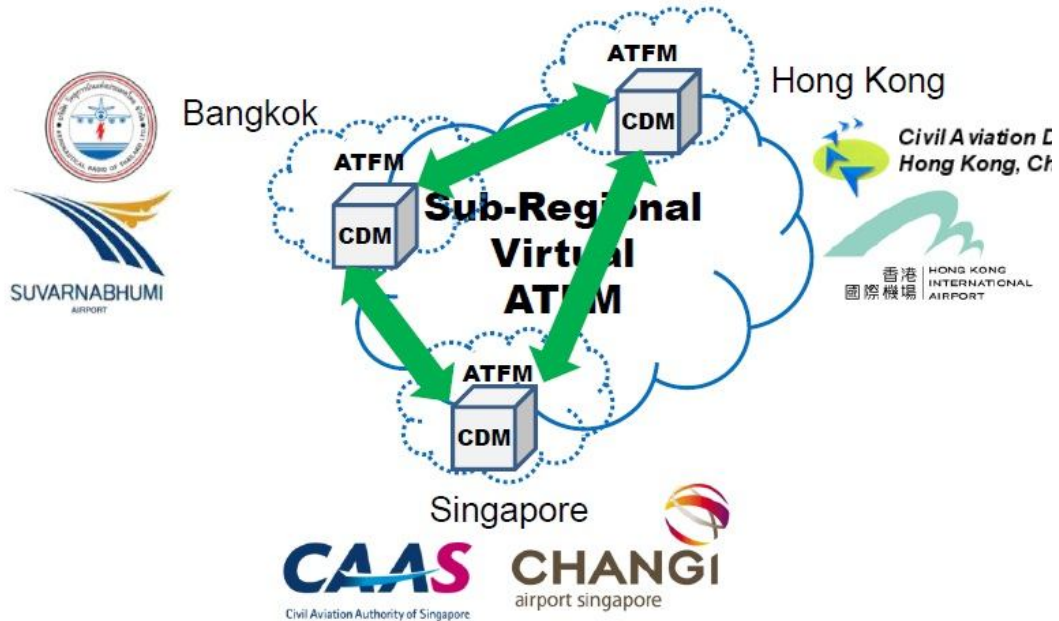 ATFM
Hong Kong
CDM
Bangkok
ATFM
CDM
Civil Aviation D
Hong Kong, Ch
Sub-Regional
Virtual
ATFM
SUVARNABHUMI
AIRPORT
香港
國際機場
HONG KONG
INTERNATIONAL
AIRPORT
ATFM
CDM
Singapore
CAAS
Civil Aviation Authority of Singapore
CHANGI
airport singapore